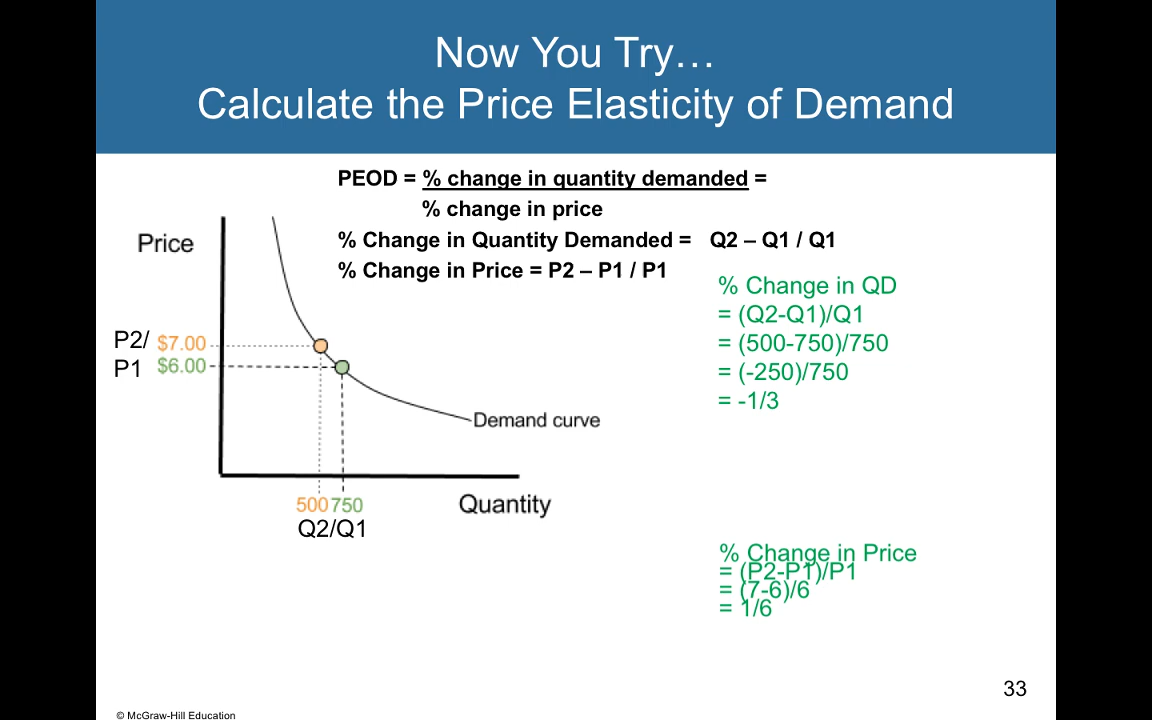 Now You Try…
Calculate the Price Elasticity of Demand
PEOD = % change in quantity demanded =
% change in price
% Change in Quantity Demanded = Q2 – Q1 / Q1
% Change in Price = P2 – P1 / P1
Price
P2/ $7.00
P1 $6.00
Demand curve
500 750
Quantity
Q2/Q1
% Change in QD
= (Q2-Q1)/Q1
= (500-750)/750
= (-250)/750
= -1/3
% Change in Price
= (P2-P1)/P1
= (7-6)/6
= 1/6
33
© McGraw-Hill Education